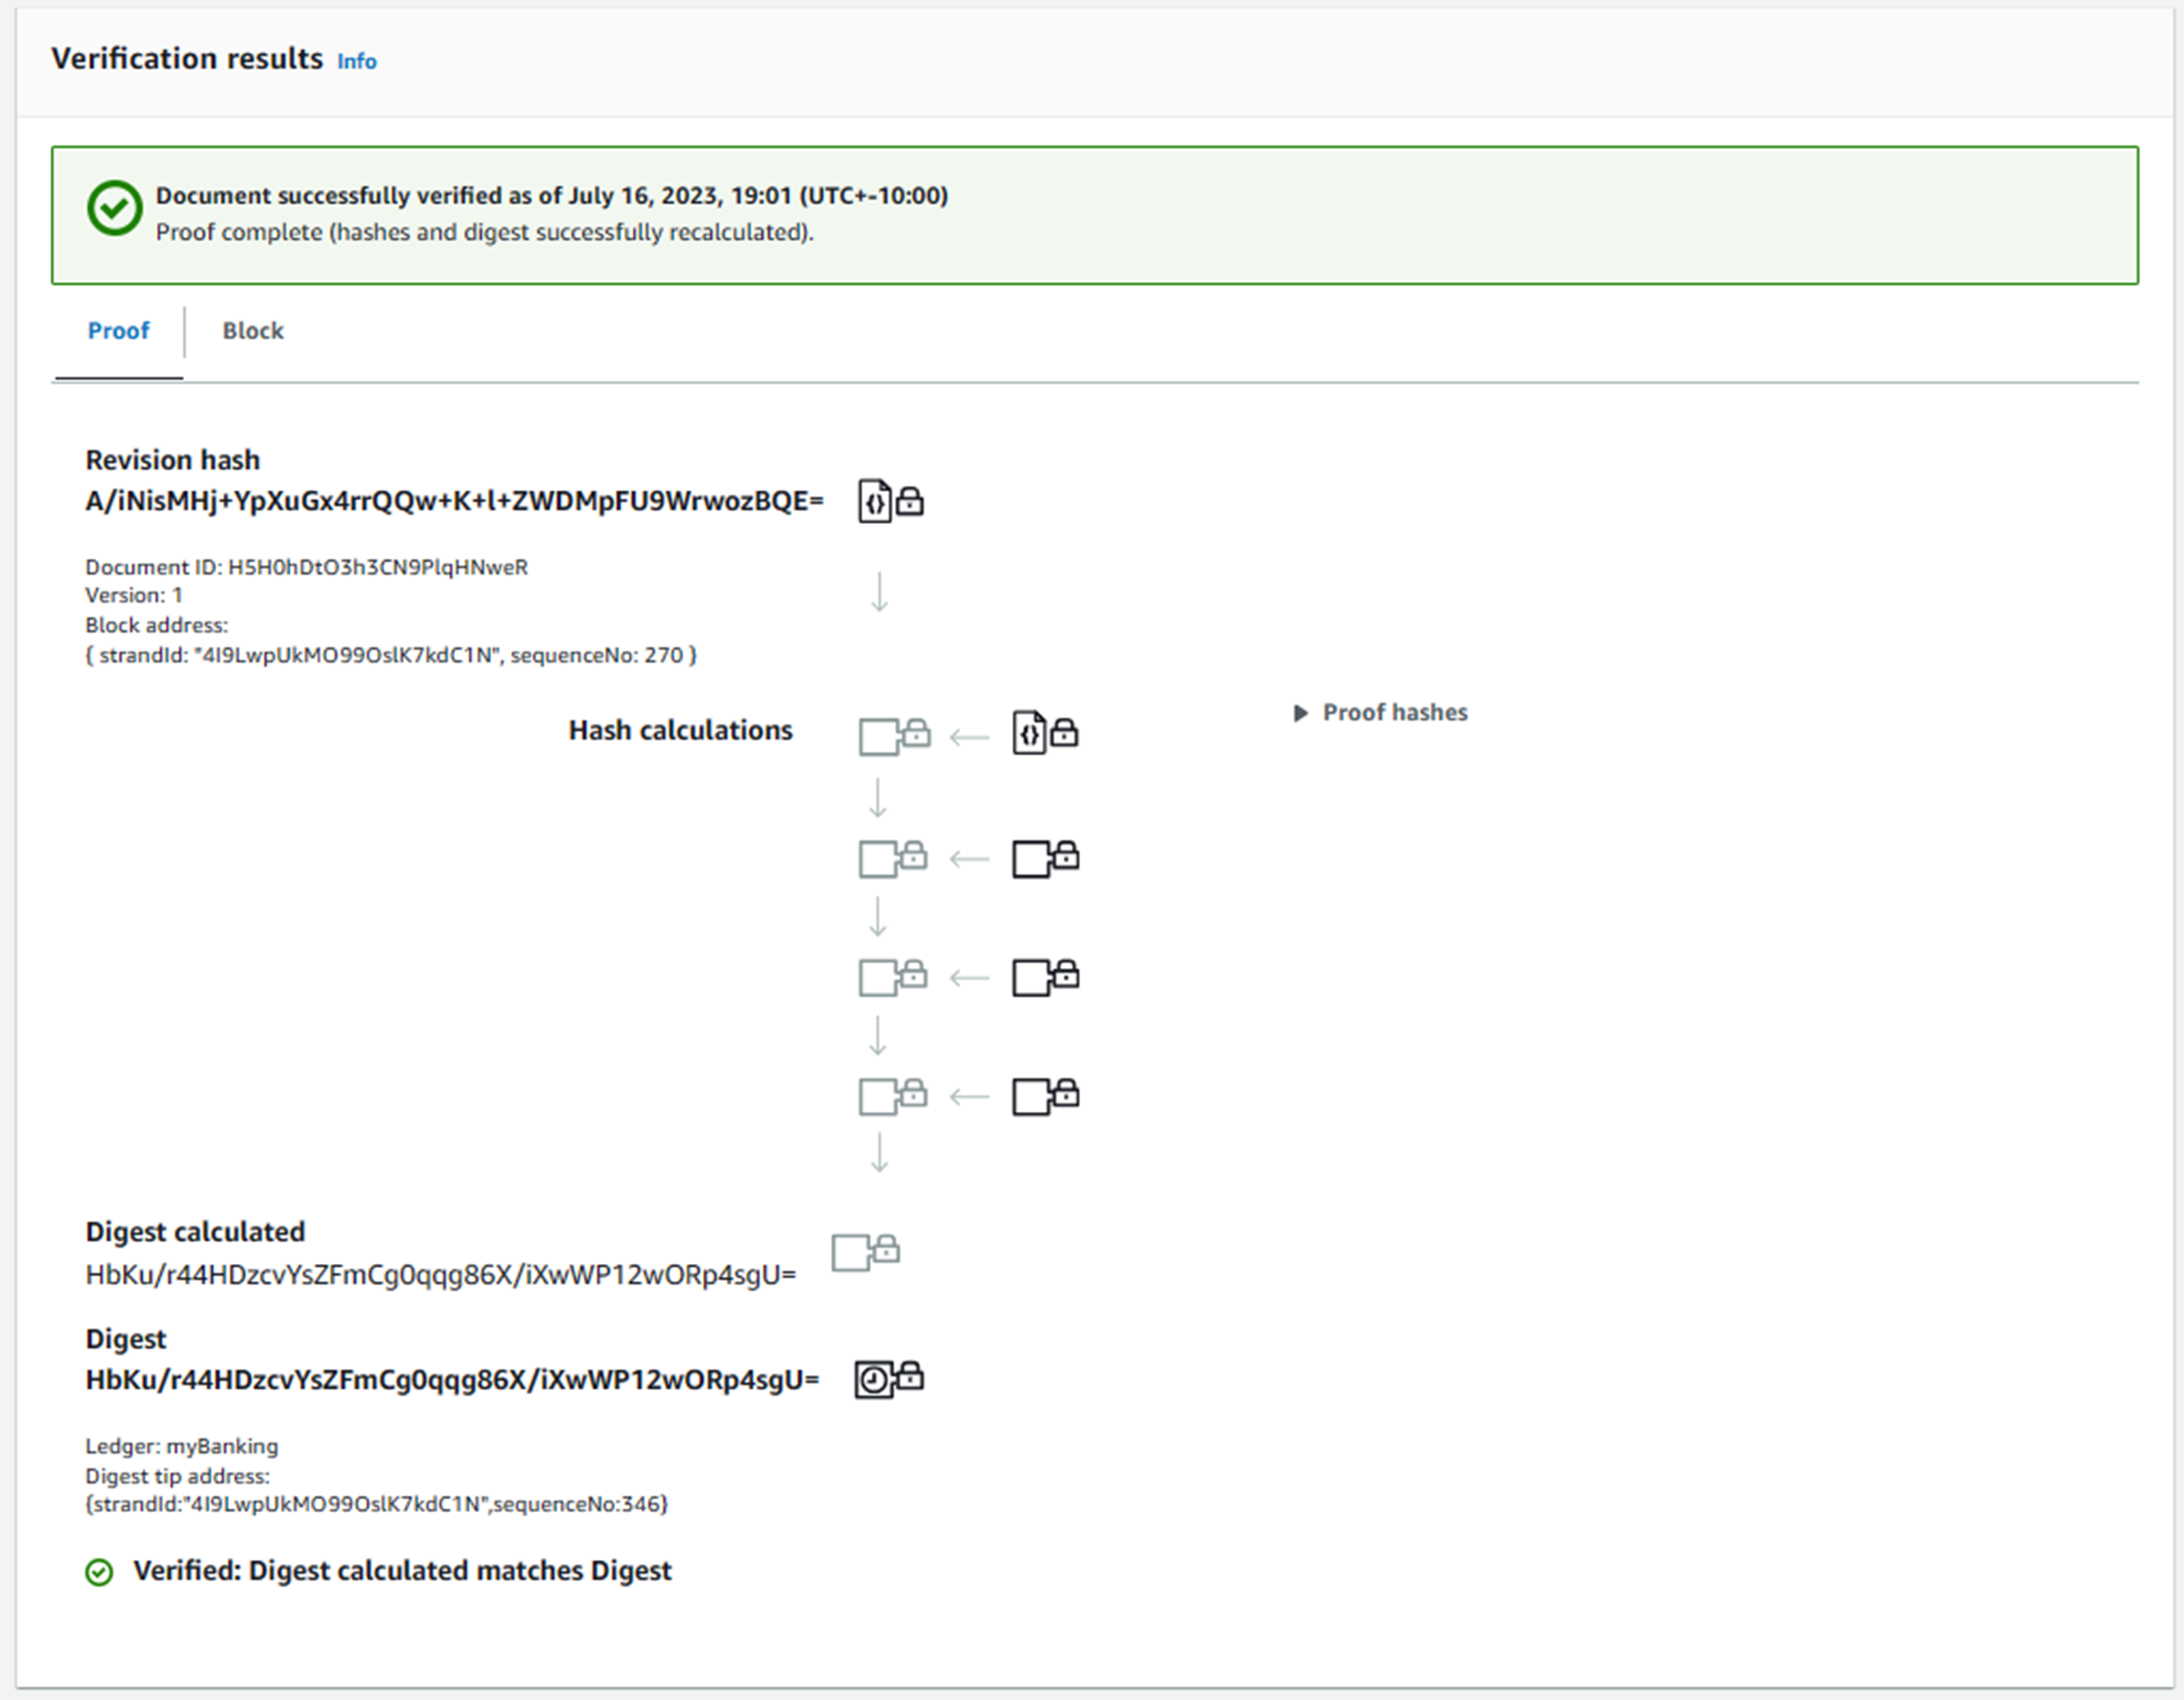 Verification results Info
Document successfully verified as of July 16, 2023, 19:01 (UTC+-10:00)
Proof complete (hashes and digest successfully recalculated).
Proof
Block
Revision hash
A/iNisMHj+YpXuGx4rrQQw+K+l+ZWDMpFU9WrwozBQE=
Document ID: H5H0hDtO3h3CN9PlqHNweR
Version: 1
Block address:
{ strandId: "4I9LwpUkMO99OslK7kdC1N", sequenceNo: 270 }
Hash calculations
Proof hashes
Digest calculated
HbKu/r44HDzcvYsZFmCg0qqg86X/iXwWP12wORp4sgU=
Digest
HbKu/r44HDzcvYsZFmCg0qqg86X/iXwWP12wORp4sgU=
Ledger: myBanking
Digest tip address:
{strandId:"4I9LwpUkMO99OslK7kdC1N",sequenceNo:346}
Verified: Digest calculated matches Digest